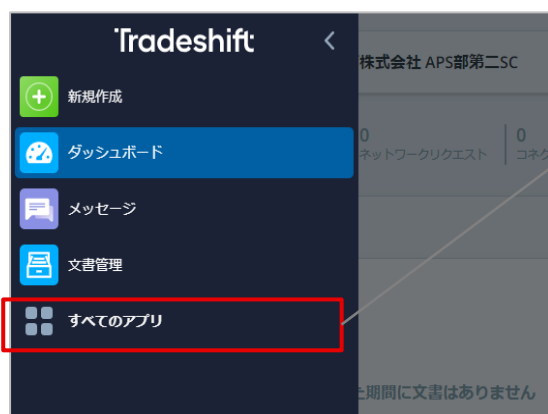 Tradeshift
株式会社 APS部第二SC
新規作成
ダッシュボード
0
ネットワークリクエスト
0
コネク
メッセージ
文書管理
すべてのアプリ
期間に文書はありません